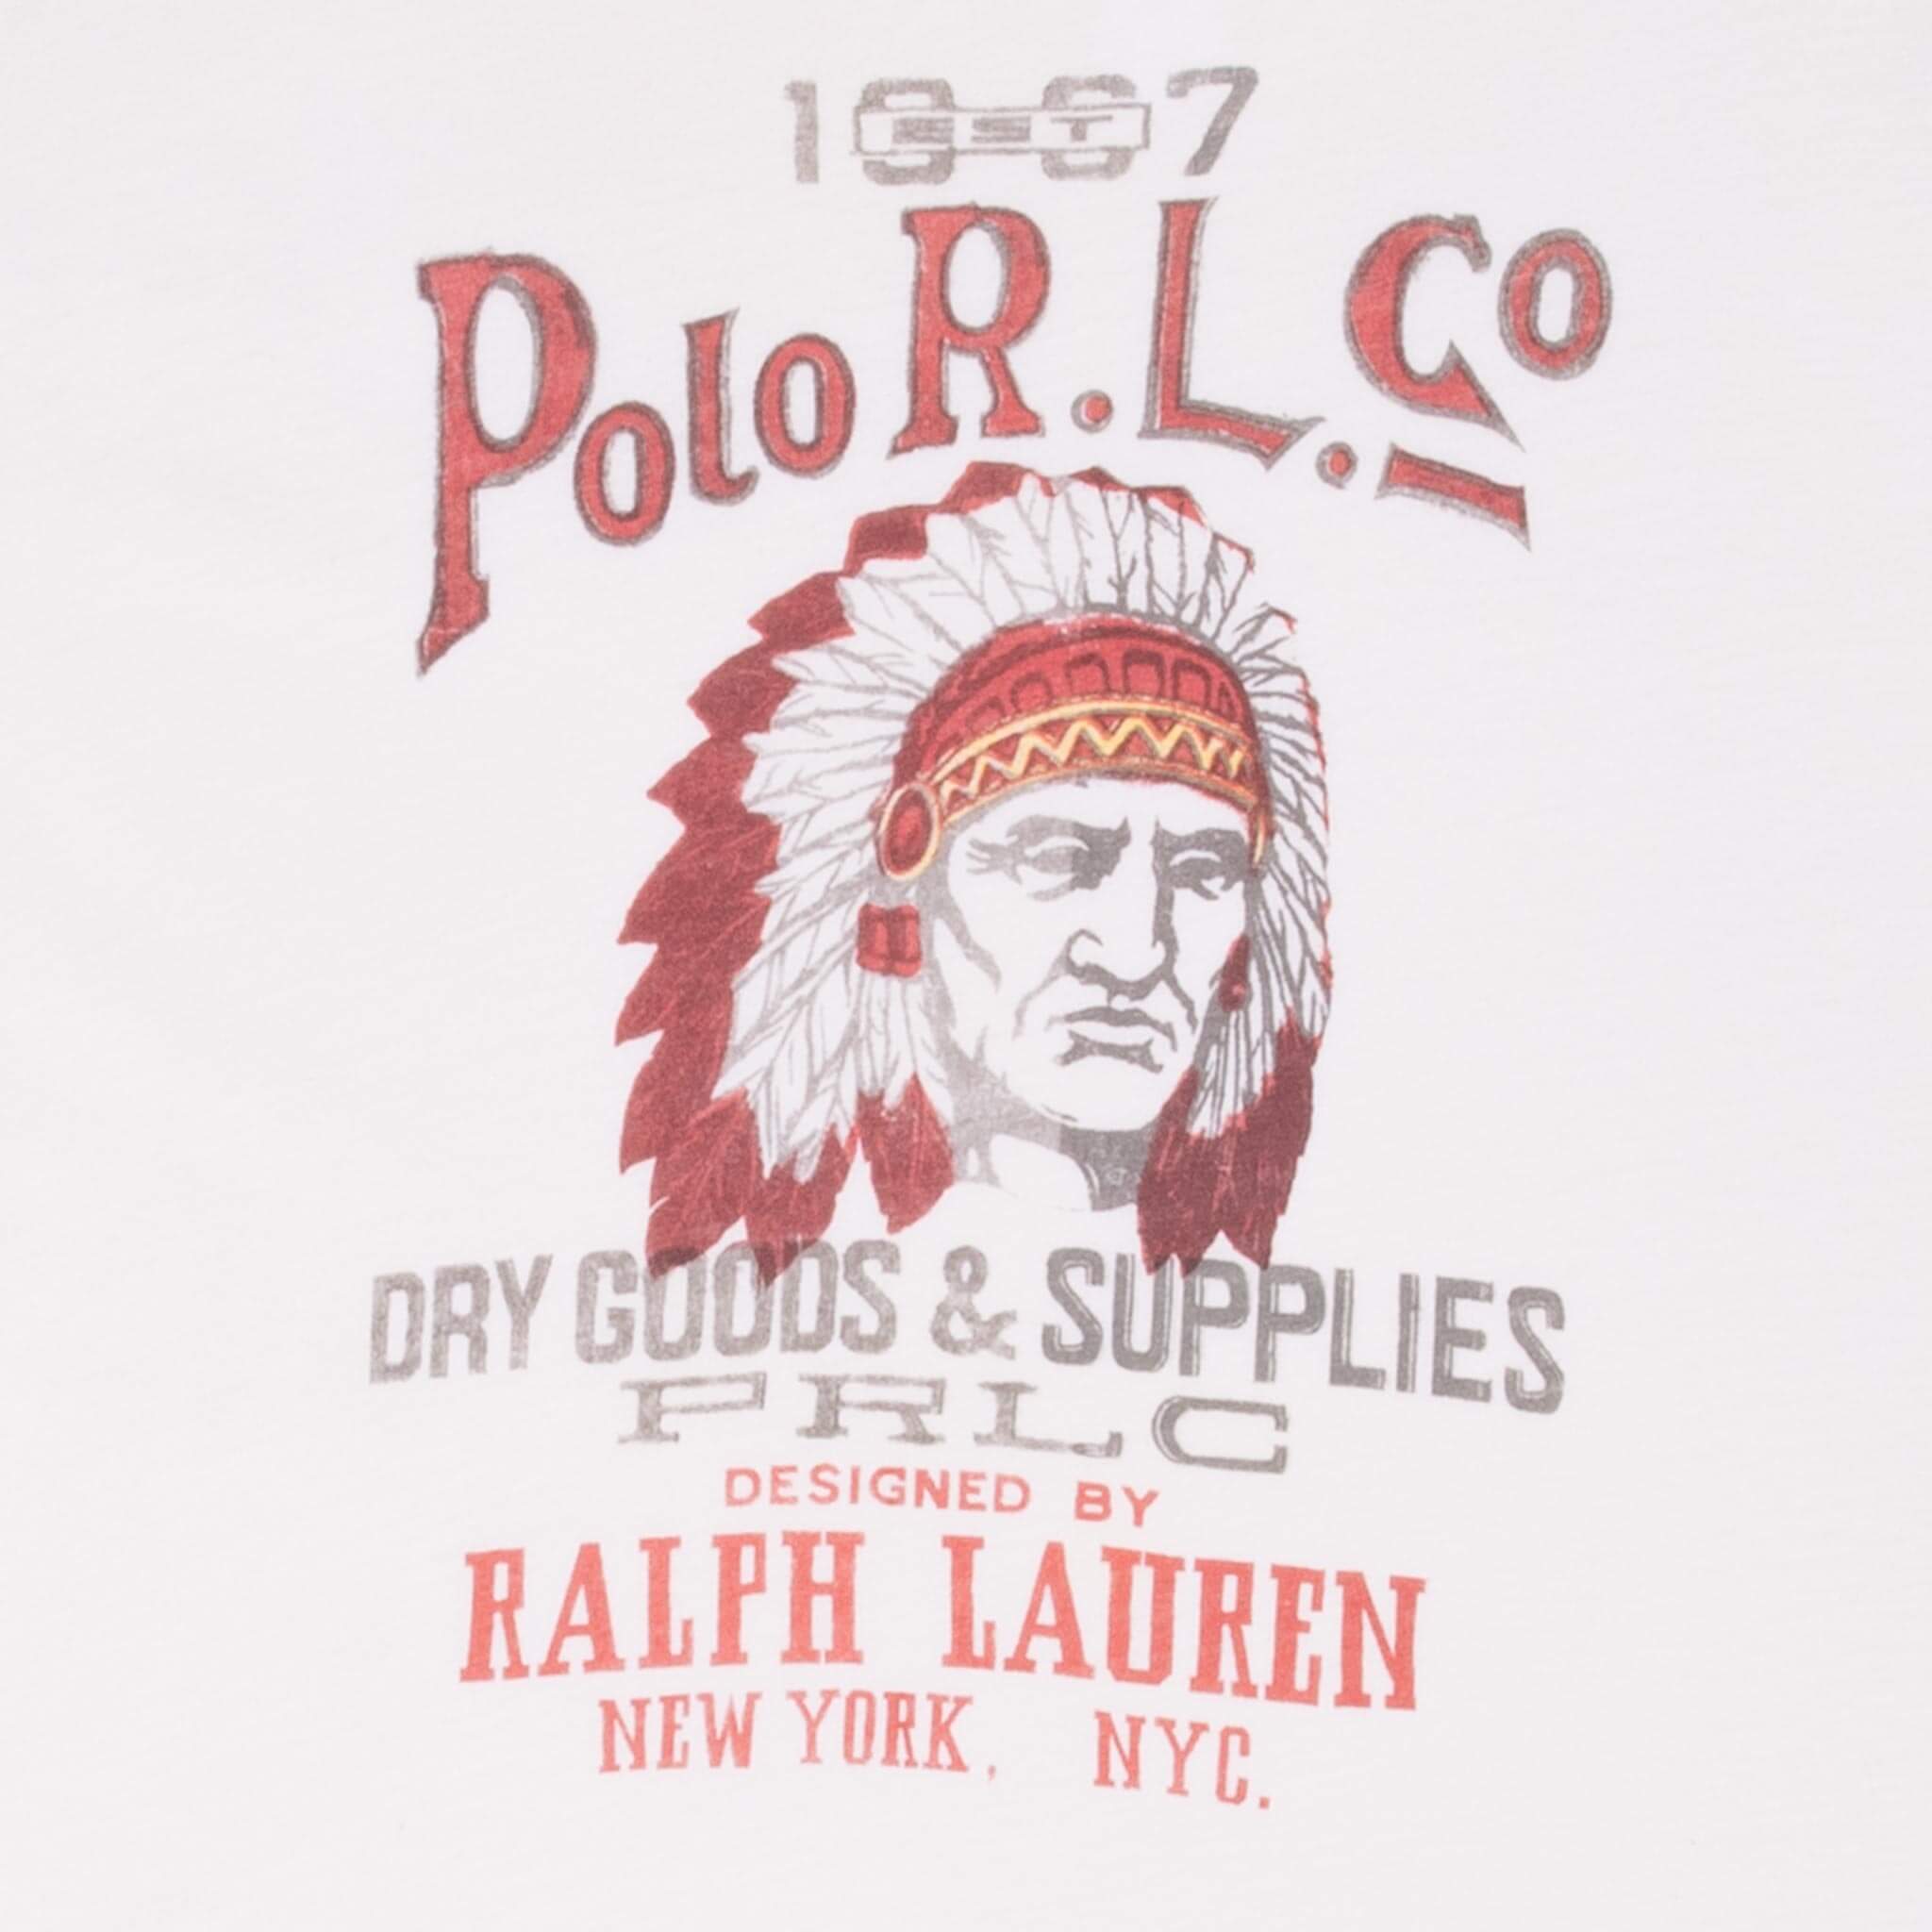 1967
EST
Polo R.L.Co
DRY GOODS & SUPPLIES
PRLC
DESIGNED BY
RALPH LAUREN
NEW YORK, NYC.